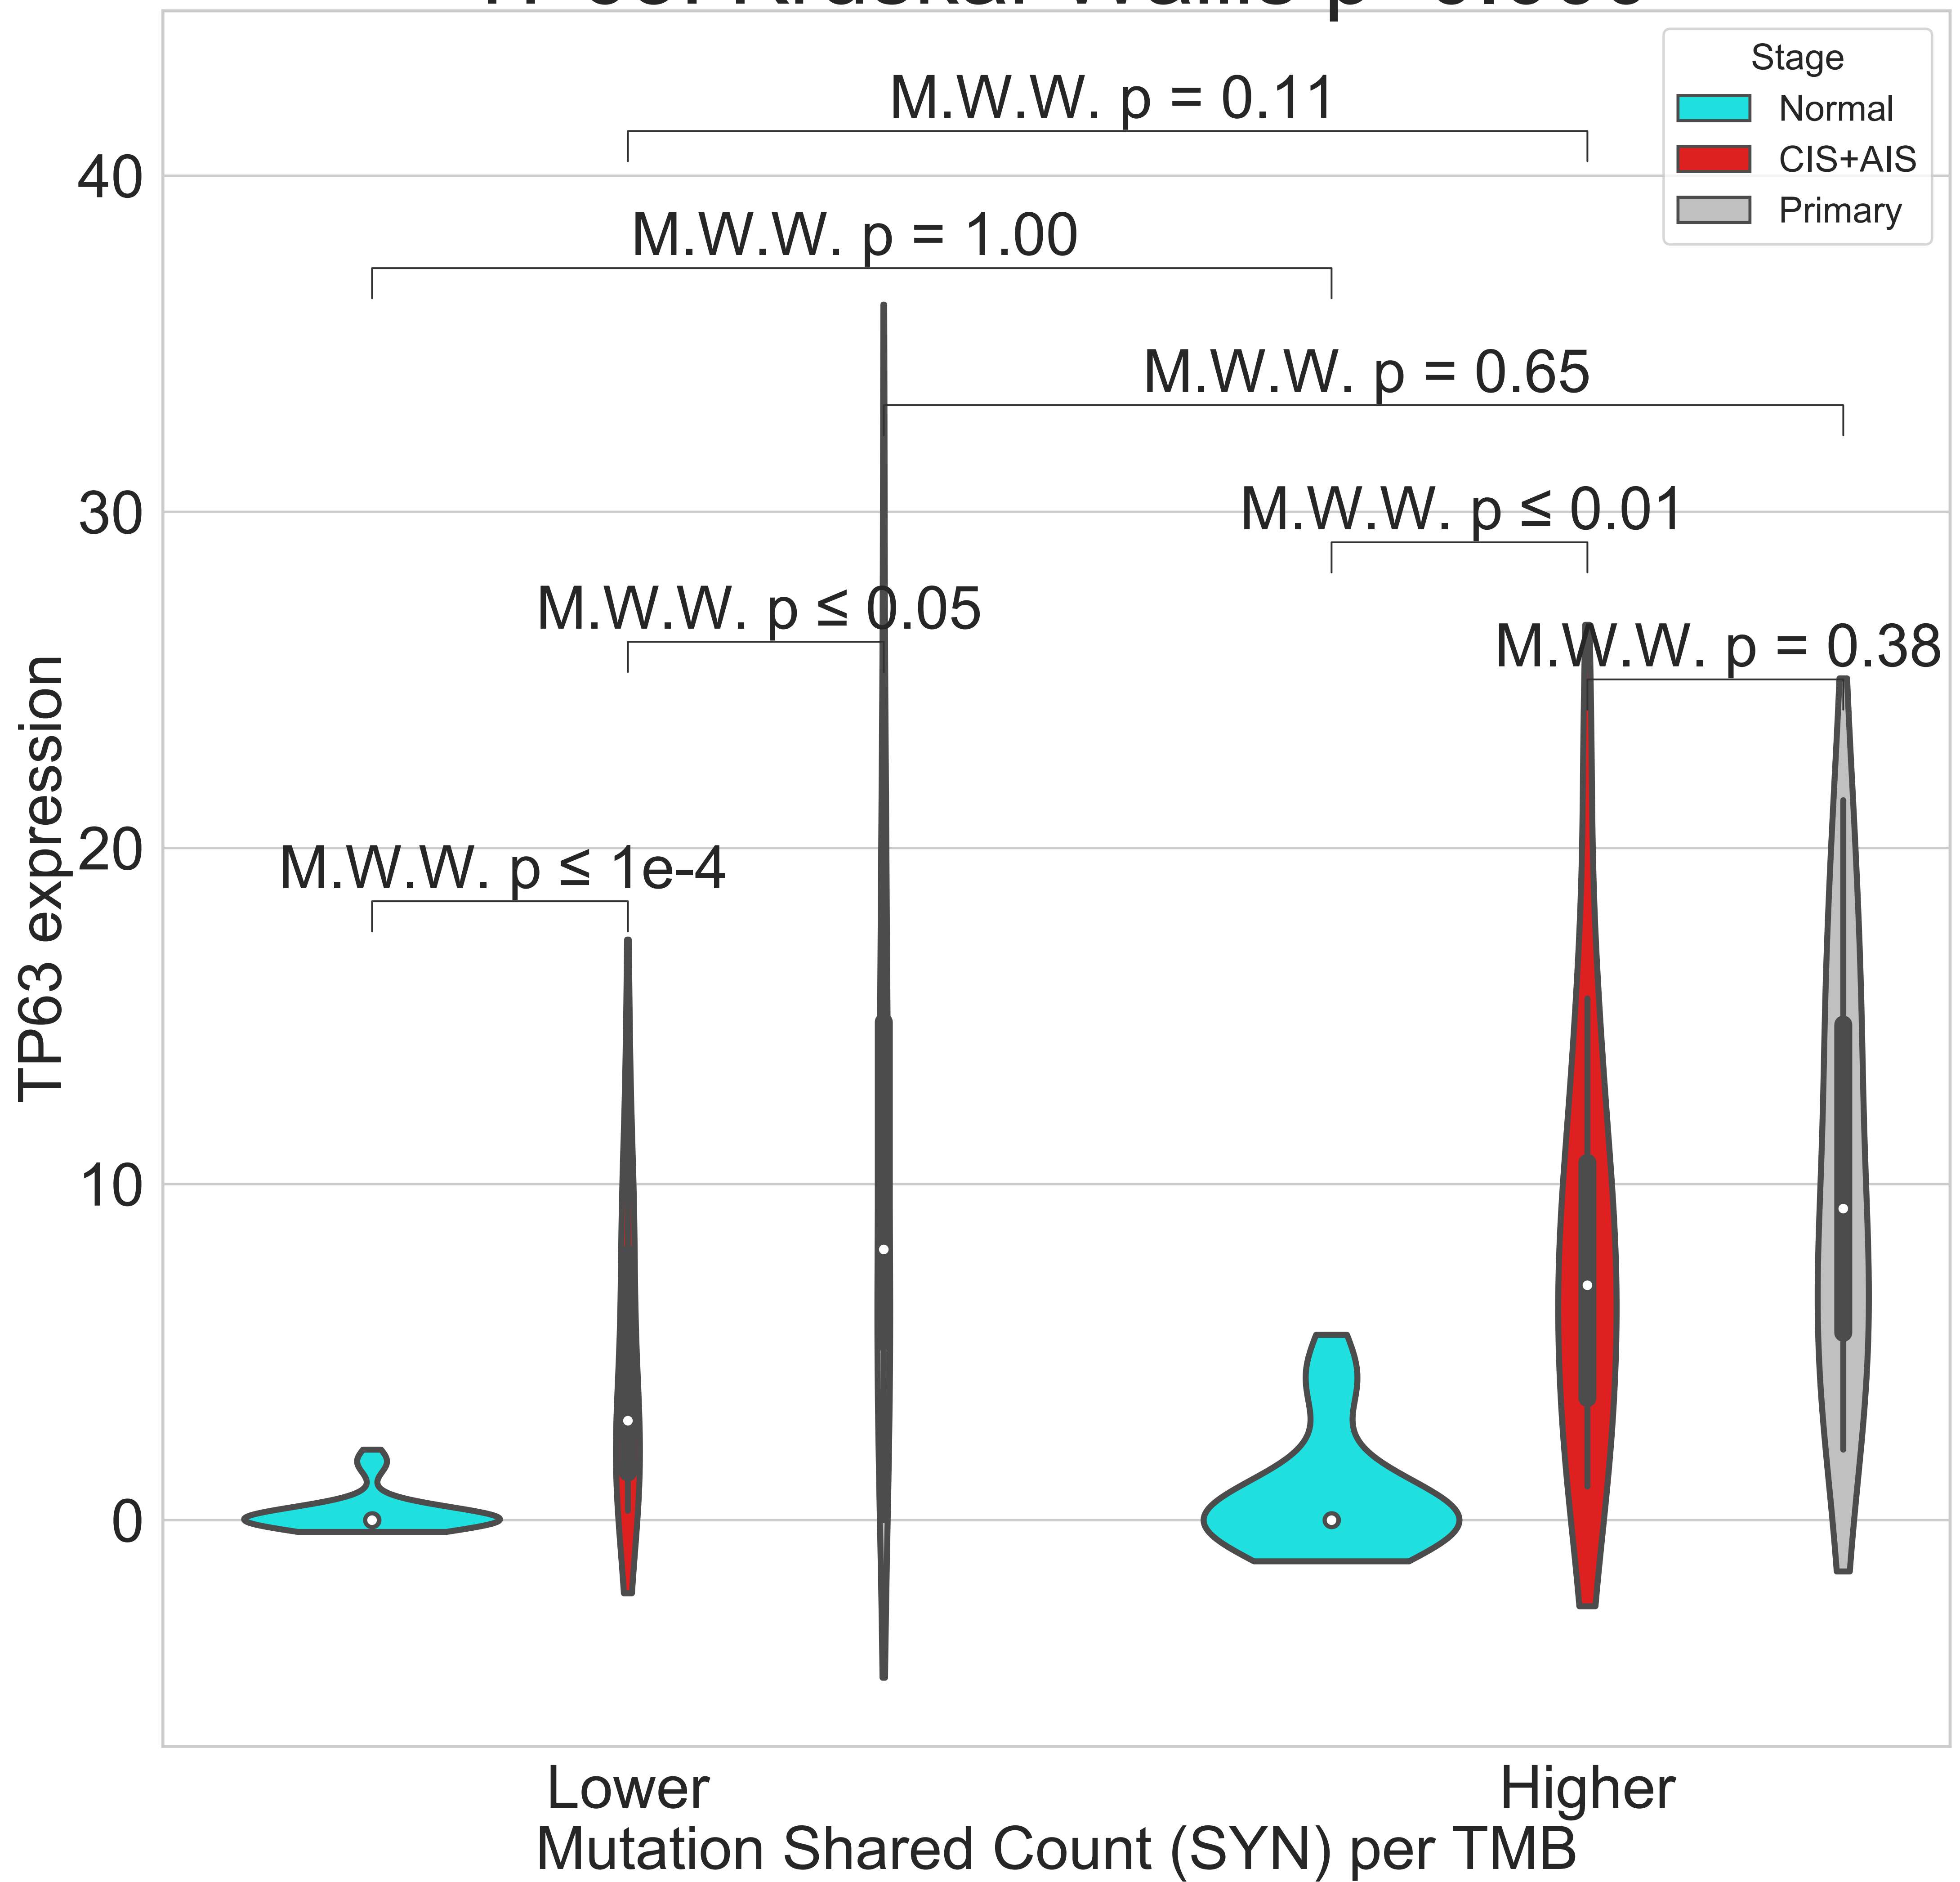 Stage
Normal
CIS+AIS
Primary
M.W.W. p = 0.11
M.W.W. p = 1.00
M.W.W. p = 0.65
M.W.W. p ≤ 0.01
M.W.W. p ≤ 0.05
M.W.W. p = 0.38
M.W.W. p ≤ 1e-4
40
30
20
10
0
TP63 expression
Lower
Higher
Mutation Shared Count (SYN) per TMB